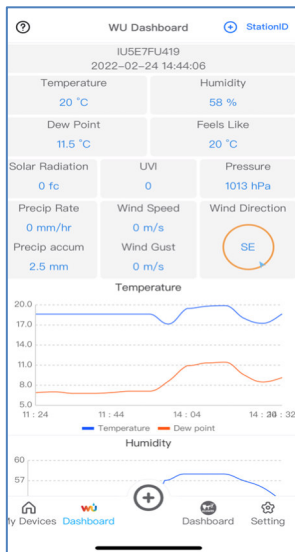 WU Dashboard
StationID
IU5E7FU419
2022-02-24 14:44:06
Temperature
Humidity
20 °C
58 %
Dew Point
Feels Like
11.5 °C
20 °C
Solar Radiation
UVI
Pressure
0 fc
0
1013 hPa
Precip Rate
Wind Speed
Wind Direction
0 mm/hr
0 m/s
Precip accum
Wind Gust
SE
2.5 mm
0 m/s
Temperature
20.0
17.0
14.0
11.0
8.0
5.0
11 : 24
11 : 44
14 : 04
: 32
Temperature
Dew point
Humidity
60
57
wu
y Devices
Dashboard
Dashboard
Setting